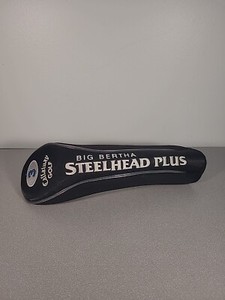 BIG BERTHA
STEELHEAD PLUS
3
Callaway
GOLF